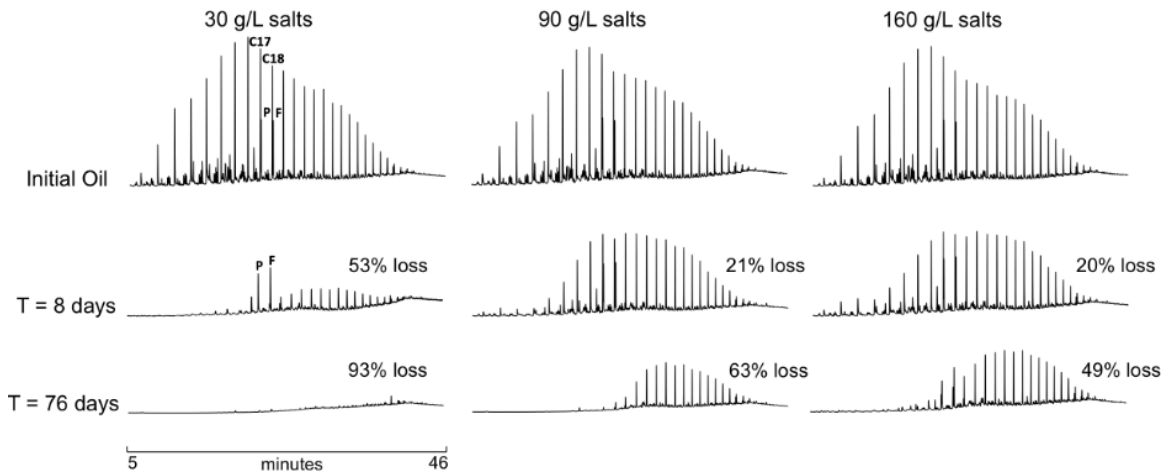 30 g/L salts 90 g/L salts 160 g/L salts
C17
C18
P F
Initial Oil
P F 53% loss 21% loss 20% loss
T = 8 days
93% loss 63% loss 49% loss
T = 76 days
5 minutes 46